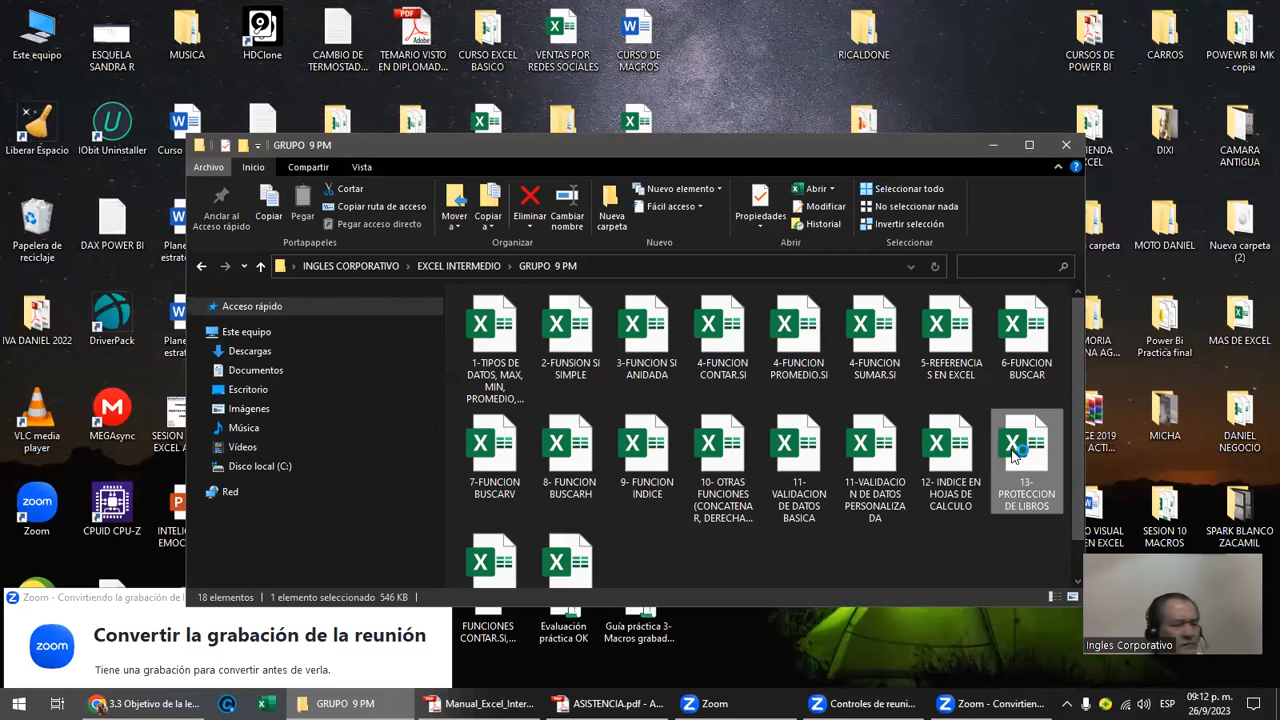 Este equipo
ESQUELA
SANDRA R
MUSICA
HDClone
CAMBIO DE
TERMOSTAD...
TEMARIO VISTO
EN DIPLOMAD...
CURSO EXCEL
BASICO
VENTAS POR
REDES SOCIALES
CURSO DE
MACROS
RICALDONE
CURSOS DE
POWER BI
CARROS
POWEWR BI MK
- copia
PDF
Adobe
Liberar Espacio
IObit Uninstaller
Curso
DIXI
CAMARA
ANTIGUA
GRUPO 9 PM
Archivo
Inicio
Compartir
Vista
Anclar al
Acceso rápido
Copiar
Pegar
Cortar
Copiar ruta de acceso
Pegar acceso directo
Mover
a
Copiar
a
Eliminar
Cambiar
nombre
Nueva
carpeta
Nuevo elemento
Fácil acceso
Propiedades
Abrir
Modificar
Historial
Seleccionar todo
No seleccionar nada
Invertir selección
Portapapeles
Organizar
Nuevo
Abrir
Seleccionar
INGLES CORPORATIVO
EXCEL INTERMEDIO
GRUPO 9 PM
Papelera de
reciclaje
DAX POWER BI
MOTO DANIEL
Nueva carpeta
(2)
Acceso rápido
Este equipo
Descargas
Documentos
Escritorio
Imágenes
Música
Vídeos
Disco local (C:)
Red
1-TIPOS DE
DATOS, MAX,
MIN,
PROMEDIO,...
2-FUNSION SI
SIMPLE
3-FUNCION SI
ANIDADA
4-FUNCION
CONTAR.SI
4-FUNCION
PROMEDIO.SI
4-FUNCION
SUMAR.SI
5-REFERENCIA
S EN EXCEL
6-FUNCION
BUSCAR
7-FUNCION
BUSCARV
8- FUNCION
BUSCARH
9- FUNCION
INDICE
10- OTRAS
FUNCIONES
(CONCATENA
R, DERECHA...
11-
VALIDACION
DE DATOS
BASICA
11-VALIDACIO
N DE DATOS
PERSONALIZA
DA
12- INDICE EN
HOJAS DE
CALCULO
13-
PROTECCION
DE LIBROS
IVA DANIEL 2022
DriverPack
Power Bi
Practica final
MAS DE EXCEL
VLC media
player
MEGAsync
MICHA
DANIEL
NEGOCIO
zoom
Zoom
CPUID CPU-Z
SESION 10
MACROS
SPARK BLANCO
ZACAMIL
18 elementos
1 elemento seleccionado 546 KB
Zoom - Convirtiendo la grabación de l
zoom
Convertir la grabación de la reunión
Tiene una grabación para convertir antes de verla.
FUNCIONES
CONTAR.SI,...
Evaluación
práctica OK
Guía práctica 3-
Macros grabad...
Ingles Corporativo
3.3 Objetivo de la le...
GRUPO 9 PM
Manual_Excel_Inter...
ASISTENCIA.pdf - A...
Zoom
Controles de reuni...
Zoom - Convirtien...
ESP
09:12 p. m.
26/9/2023